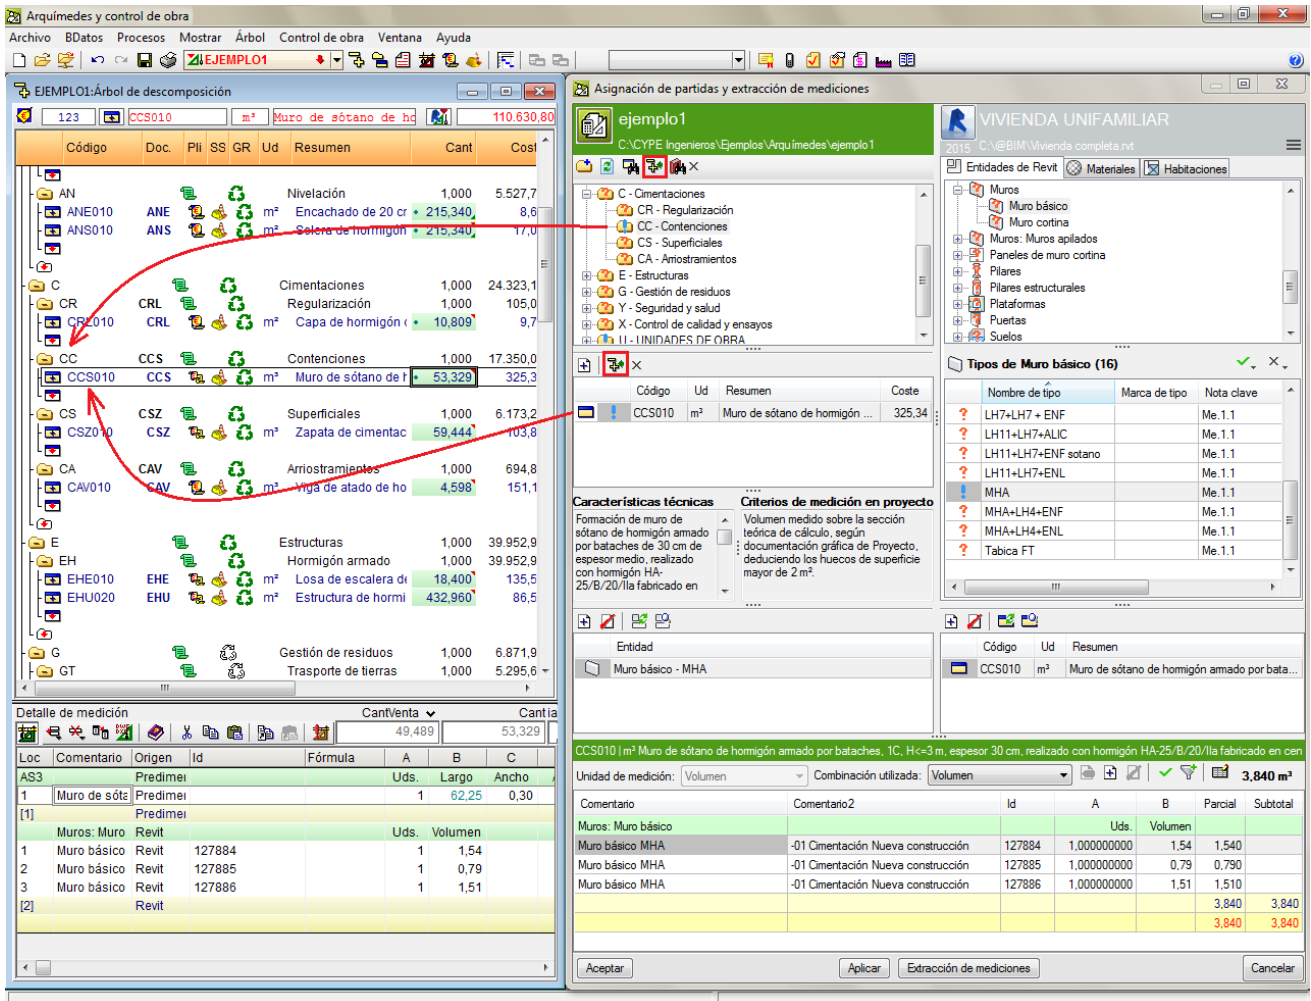 Arquímedes y control de obra
Archivo BDatos Procesos Mostrar Árbol Control de obra Ventana Ayuda
EJEMPLO1
EJEMPLO1:Árbol de descomposición
123 CCS010 m³ Muro de sótano de ho 110.630,80
Código Doc. Pli SS GR Ud Resumen Cant Cost
AN Nivelación 1,000 5.527,7
ANE010 ANE m² Encachado de 20 cr 215,340 8,6
ANS010 ANS m² Solera de hormigón 215,340 17,0
C Cimentaciones 1,000 24.323,1
CR CRL Regularización 1,000 105,0
CRL010 CRL m² Capa de hormigón 10,809 9,7
CC CCS Contenciones 1,000 17.350,0
CCS010 CCS m³ Muro de sótano de h 53,329 325,3
CS CSZ Superficiales 1,000 6.173,2
CSZ010 CSZ m³ Zapata de cimentac 59,444 103,8
CA CAV Arriostramientos 1,000 694,8
CAV010 CAV m³ Viga de atado de ho 4,598 151,1
E Estructuras 1,000 39.952,9
EH Hormigón armado 1,000 39.952,9
EHE010 EHE m² Losa de escalera de 18,400 135,5
EHU020 EHU m² Estructura de hormi 432,960 86,5
G Gestión de residuos 1,000 6.871,9
GT Trasporte de tierras 1,000 5.295,6
Detalle de medición CantVenta Cantia
49,489 53,329
Loc Comentario Origen Id Fórmula A B C
AS3 Predimer Uds. Largo Ancho
1 Muro de sóta Predimer 1 62,25 0,30
[1] Predimer
Muros: Muro Revit Uds. Volumen
1 Muro básico Revit 127884 1 1,54
2 Muro básico Revit 127885 1 0,79
3 Muro básico Revit 127886 1 1,51
[2] Revit
Asignación de partidas y extracción de mediciones
ejemplo1
C:\CYPE Ingenieros\Ejemplos\Arquímedes\ejemplo1
C - Cimentaciones
CR - Regularización
CC - Contenciones
CS - Superficiales
CA - Arriostramientos
E - Estructuras
G - Gestión de residuos
Y - Seguridad y salud
X - Control de calidad y ensayos
U - UNIDADES DE OBRA
Código Ud Resumen Coste
CCS010 m³ Muro de sótano de hormigón ... 325,34
Características técnicas
Formación de muro de
sótano de hormigón armado
por bataches de 30 cm de
espesor medio, realizado
con hormigón HA-
25/B/20/IIa fabricado en
Criterios de medición en proyecto
Volumen medido sobre la sección
teórica de cálculo, según
documentación gráfica de Proyecto,
deduciendo los huecos de superficie
mayor de 2 m².
Entidad
Muro básico - MHA
VIVIENDA UNIFAMILIAR
2015 C:\@BIM\Vivienda completa.rvt
Entidades de Revit Materiales Habitaciones
Muros
Muro básico
Muro cortina
Muros: Muros apilados
Paneles de muro cortina
Pilares
Pilares estructurales
Plataformas
Puertas
Suelos
Tipos de Muro básico (16)
Nombre de tipo Marca de tipo Nota clave
LH7+LH7 + ENF Me.1.1
LH11+LH7+ALIC Me.1.1
LH11+LH7+ENF sotano Me.1.1
LH11+LH7+ENL Me.1.1
MHA Me.1.1
MHA+LH4+ENF Me.1.1
MHA+LH4+ENL Me.1.1
Tabica FT Me.1.1
Código Ud Resumen
CCS010 m³ Muro de sótano de hormigón armado por bata...
CCS010 | m³ Muro de sótano de hormigón armado por bataches, 1C, H<=3 m, espesor 30 cm, realizado con hormigón HA-25/B/20/IIa fabricado en cen
Unidad de medición: Volumen Combinación utilizada: Volumen 3,840 m³
Comentario Comentario2 Id A B Parcial Subtotal
Muros: Muro básico Uds. Volumen
Muro básico MHA -01 Cimentación Nueva construcción 127884 1,000000000 1,54 1,540
Muro básico MHA -01 Cimentación Nueva construcción 127885 1,000000000 0,79 0,790
Muro básico MHA -01 Cimentación Nueva construcción 127886 1,000000000 1,51 1,510
3,840 3,840
3,840 3,840
Aceptar Aplicar Extracción de mediciones Cancelar